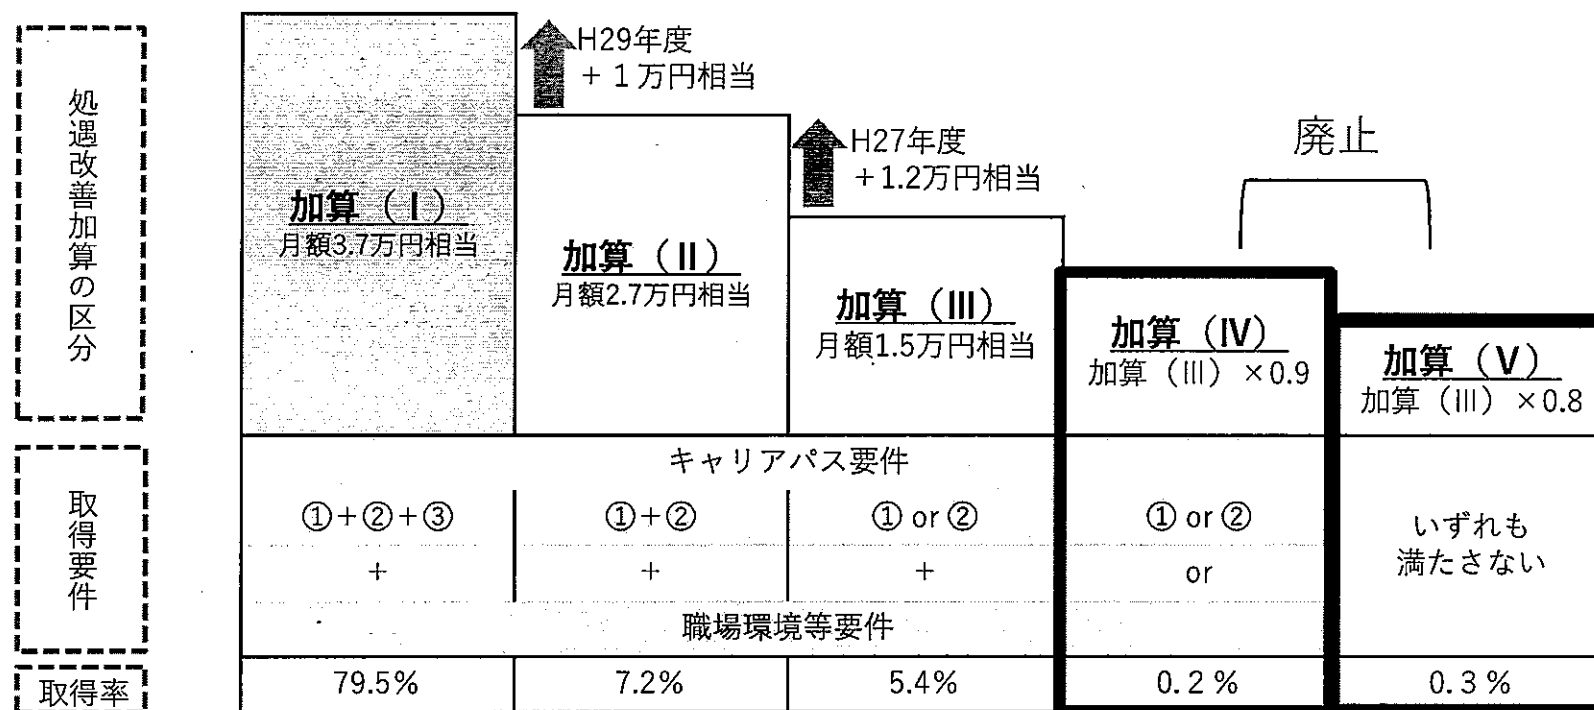 処遇改善加算の区分
H29年度
+ 1 万円相当
H27年度
+1.2万円相当
廃止
加算（Ⅰ）
月額3.7万円相当
加算（Ⅱ）
月額2.7万円相当
加算（Ⅲ）
月額1.5万円相当
加算（Ⅳ）
加算（Ⅲ）×0.9
加算（Ⅴ）
加算（Ⅲ）×0.8
取得要件
キャリアパス要件
①+②+③
①+②
① or ②
① or ②
いずれも
満たさない
+
+
+
or
職場環境等要件
取得率
79.5%
7.2%
5.4%
0.2%
0.3%